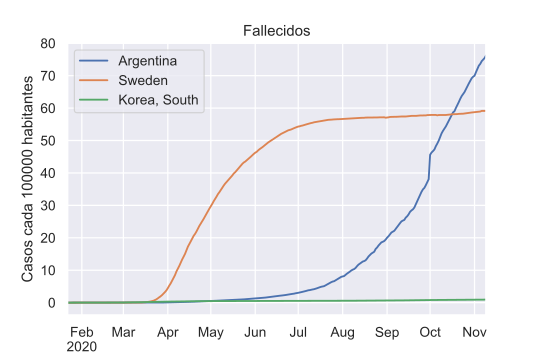 Fallecidos
Casos cada 100000 habitantes
80
70
60
50
40
30
20
10
0
Argentina
Sweden
Korea, South
Feb Mar Apr May Jun Jul Aug Sep Oct Nov
2020